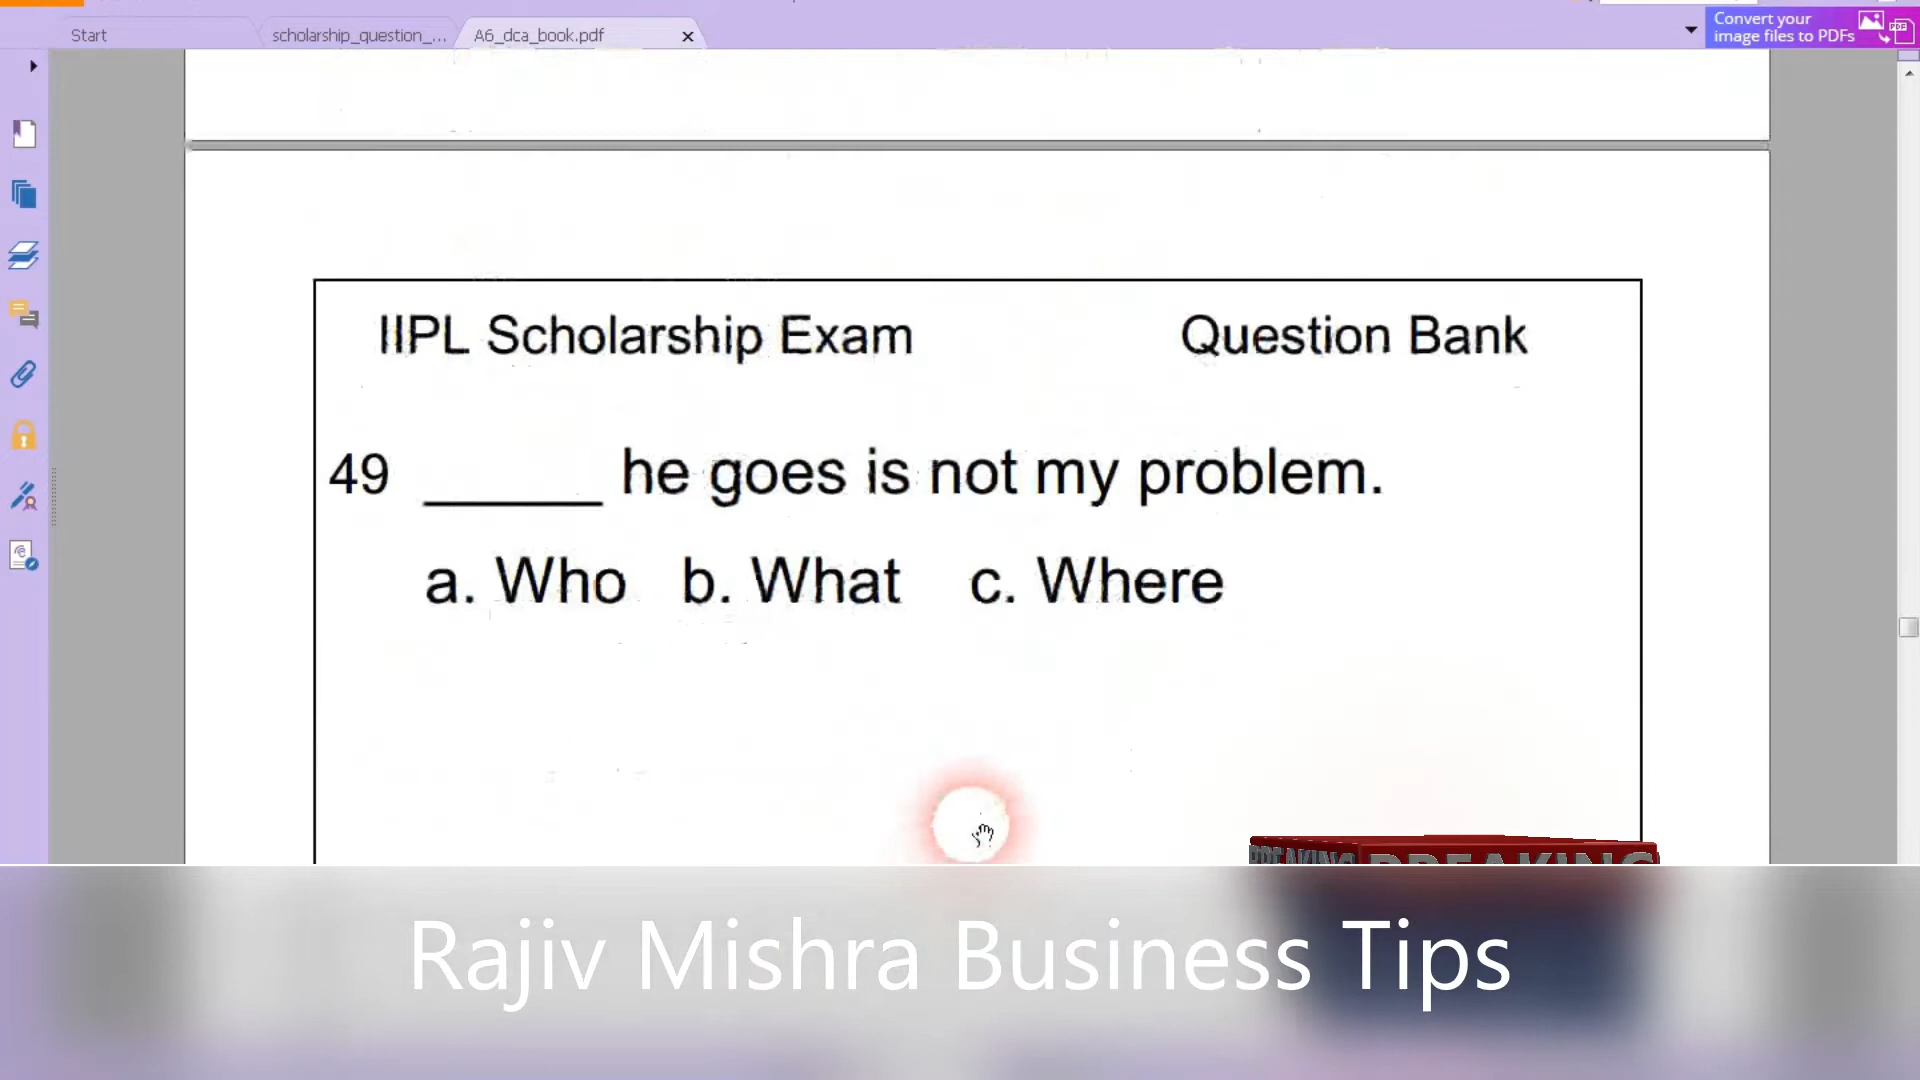 Start
scholarship_question_...
A6_dca_book.pdf
Convert your
image files to PDFs
IIPL Scholarship Exam
Question Bank
49 ______ he goes is not my problem.
a. Who b. What c. Where
BREAKING
Rajiv Mishra Business Tips